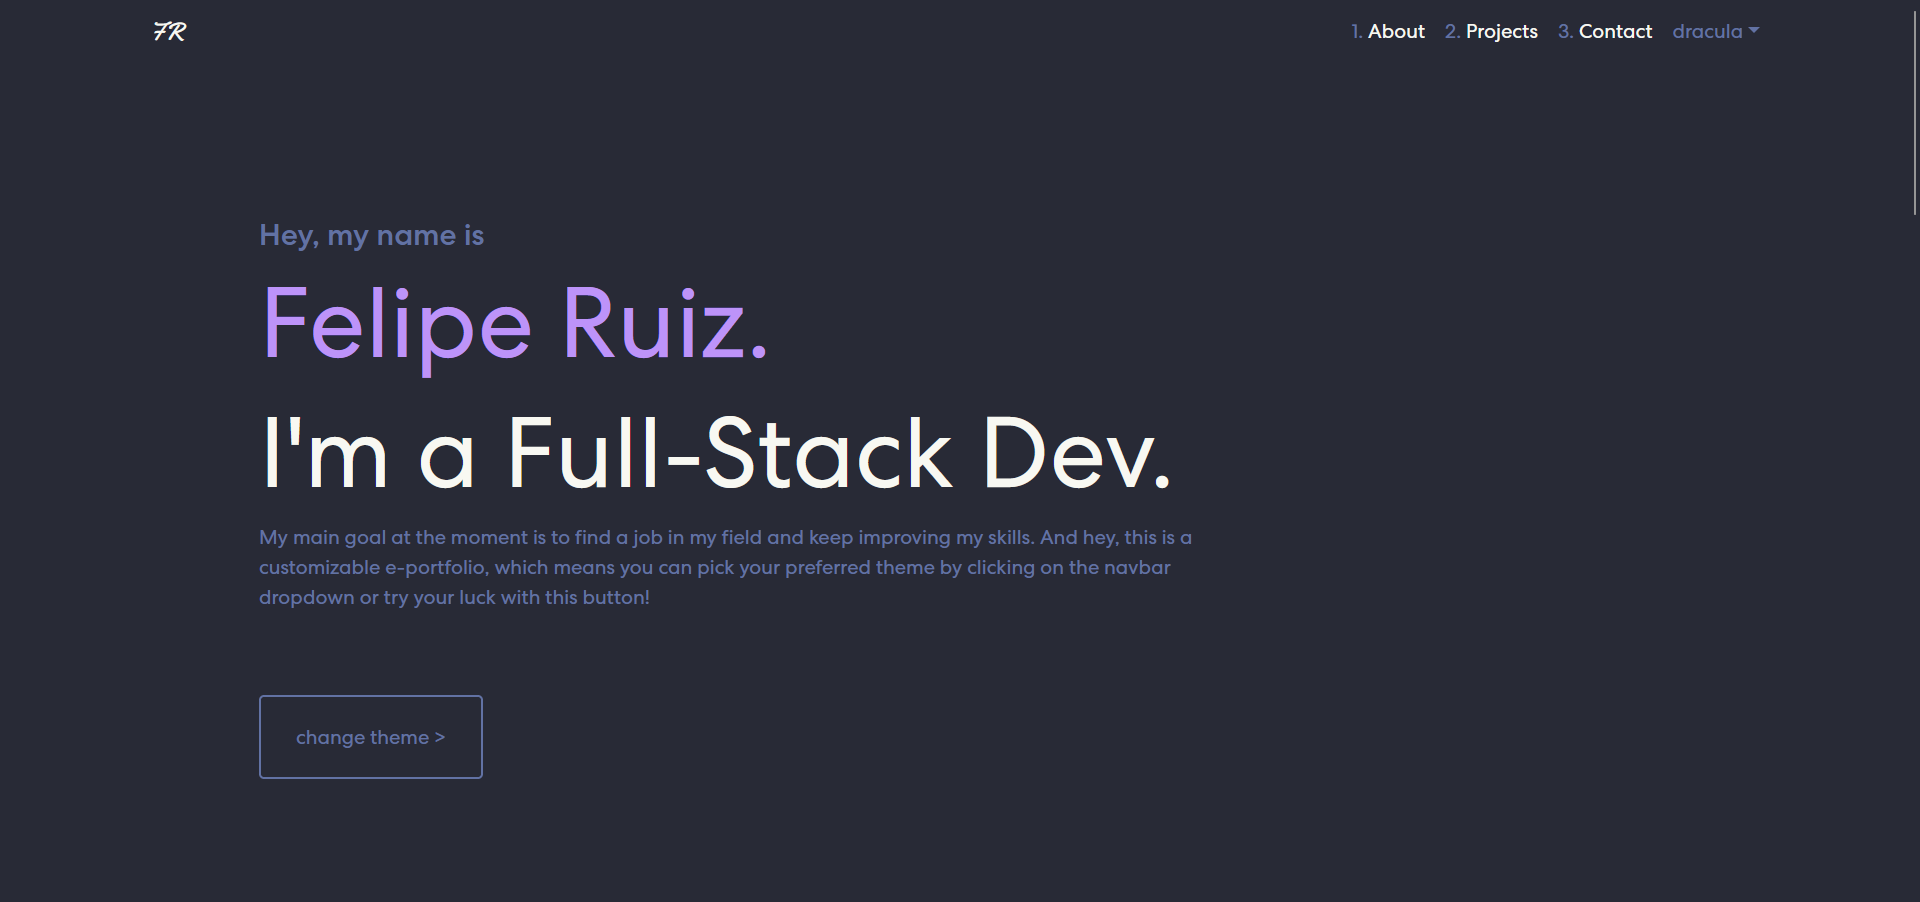 FR
1. About 2. Projects 3. Contact dracula
Hey, my name is
Felipe Ruiz.
I'm a Full-Stack Dev.
My main goal at the moment is to find a job in my field and keep improving my skills. And hey, this is a
customizable e-portfolio, which means you can pick your preferred theme by clicking on the navbar
dropdown or try your luck with this button!
change theme >